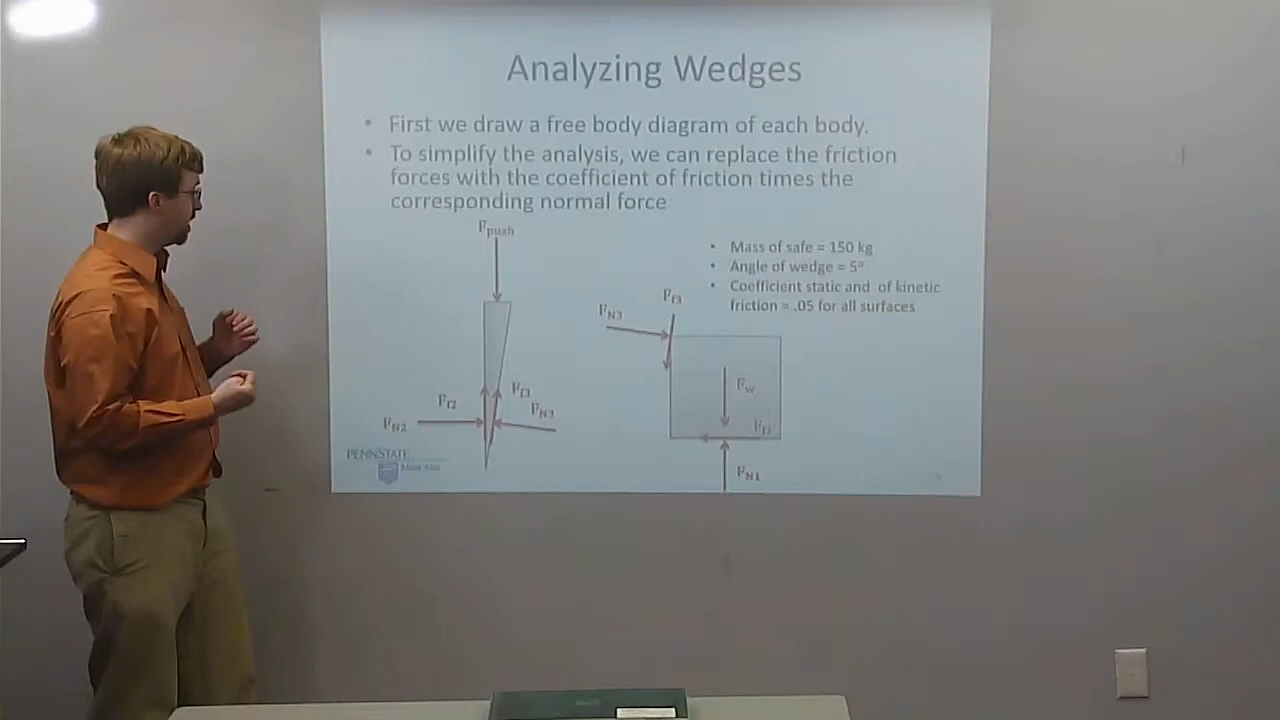 Analyzing Wedges
• First we draw a free body diagram of each body.
• To simplify the analysis, we can replace the friction
forces with the coefficient of friction times the
corresponding normal force
Fpush
• Mass of safe = 150 kg
• Angle of wedge = 5°
• Coefficient static and of kinetic
friction = .05 for all surfaces
Ff3
FN3
Fw
Ff3
Ff2
FN3
FN2
Ff1
PENNSTATE
Mont Alto
FN1